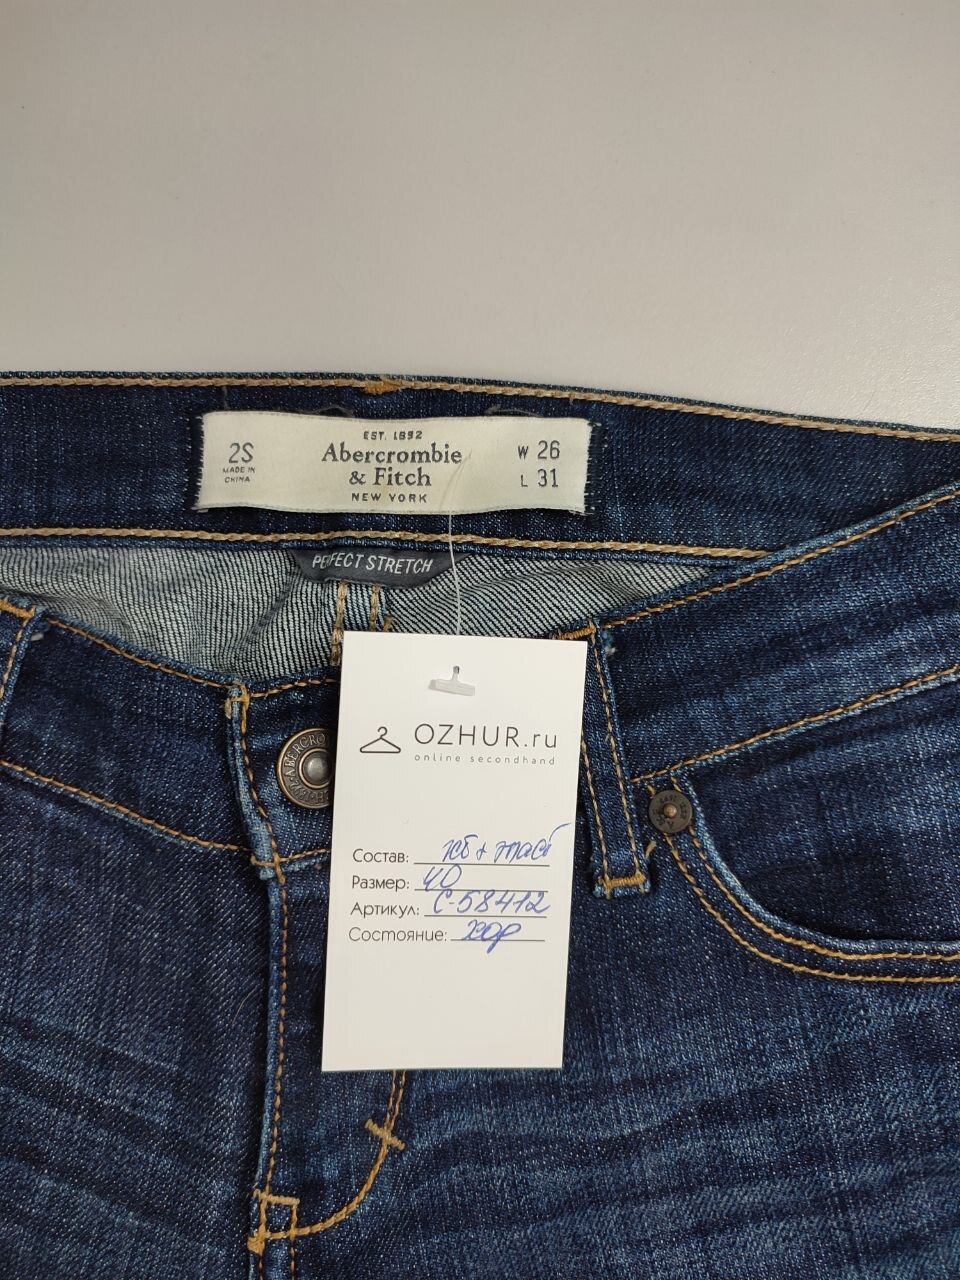 EST. 1892
2S
MADE IN
CHINA
Abercrombie
& Fitch
NEW YORK
W 26
L 31
PERFECT STRETCH
OZHUR.ru
online secondhand
Состав: хб + эласт
Размер: 40
Артикул: С-58412
Состояние: хор